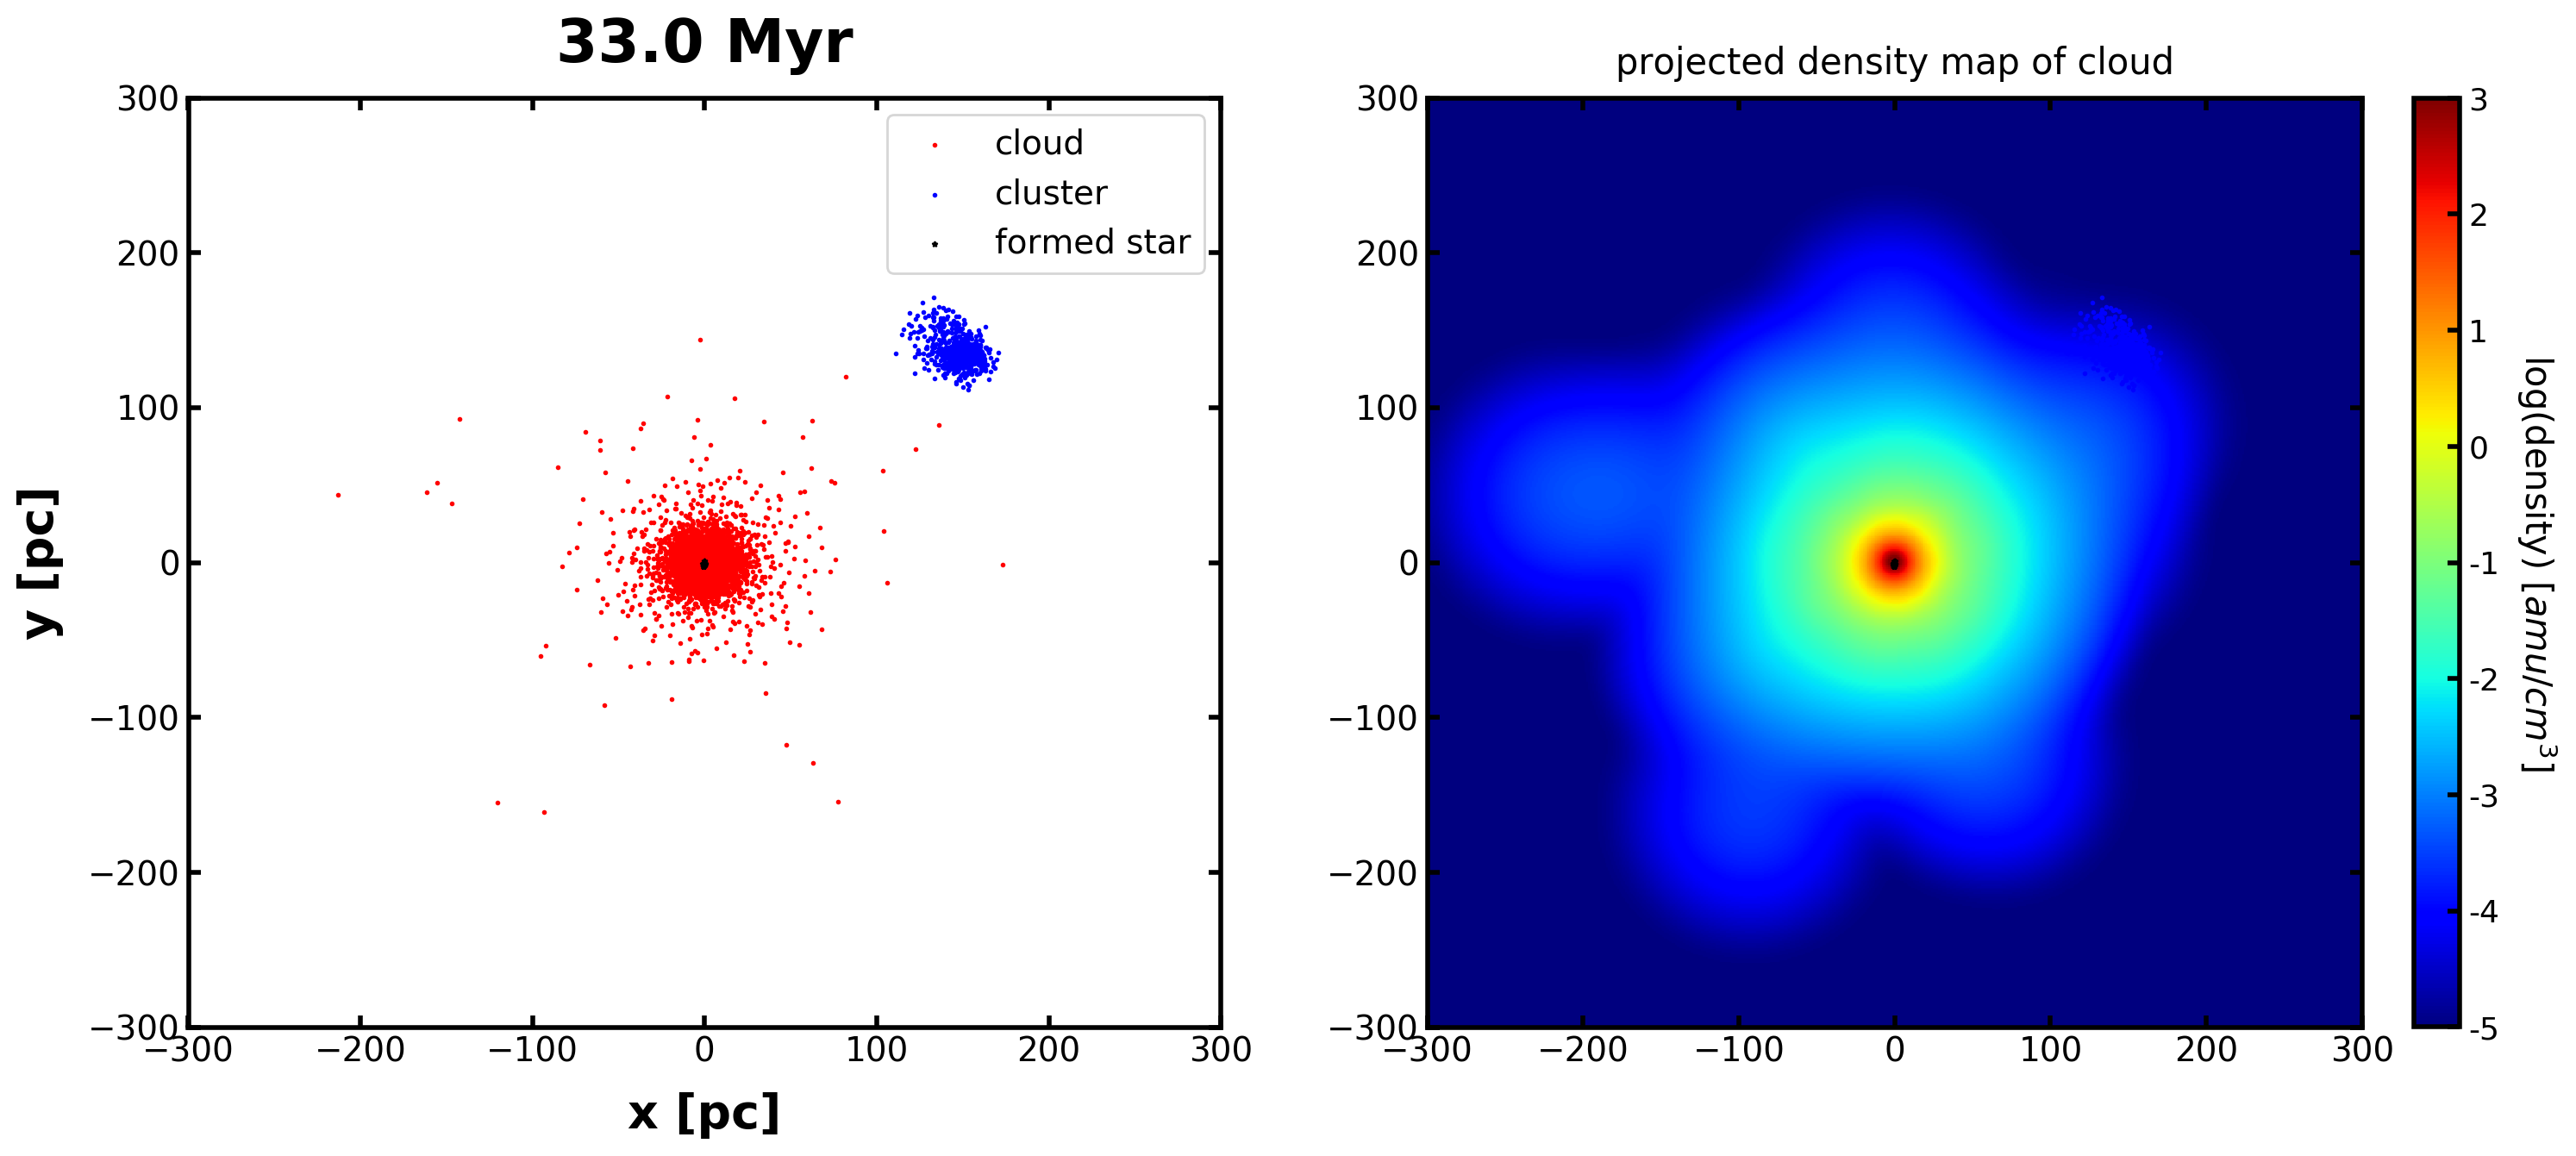 33.0 Myr
300
200
100
0
−100
−200
−300
y [pc]
−300 −200 −100 0 100 200 300
x [pc]
cloud
cluster
formed star
projected density map of cloud
300
200
100
0
−100
−200
−300
−300 −200 −100 0 100 200 300
3
2
1
0
-1
-2
-3
-4
-5
log(density) [amu/cm³]